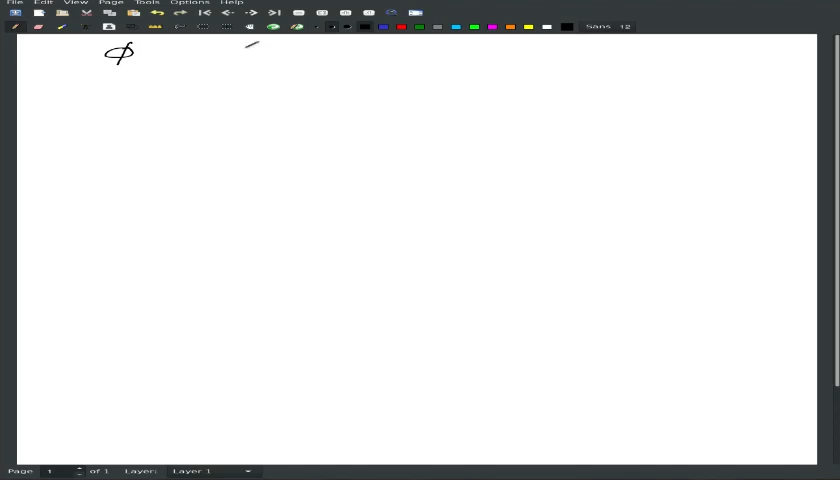 File Edit View Page Tools Options Help
Sans 12
ϕ
Page 1 of 1 Layer: Layer 1